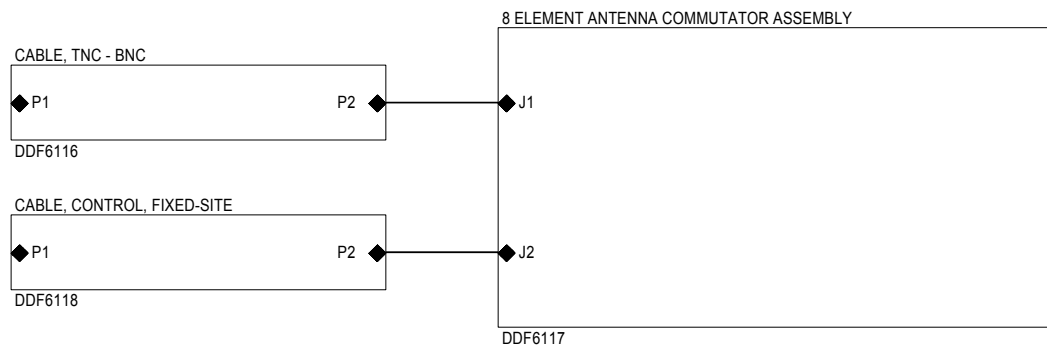 8 ELEMENT ANTENNA COMMUTATOR ASSEMBLY
CABLE, TNC - BNC
P1
P2
J1
DDF6116
CABLE, CONTROL, FIXED-SITE
P1
P2
J2
DDF6118
DDF6117